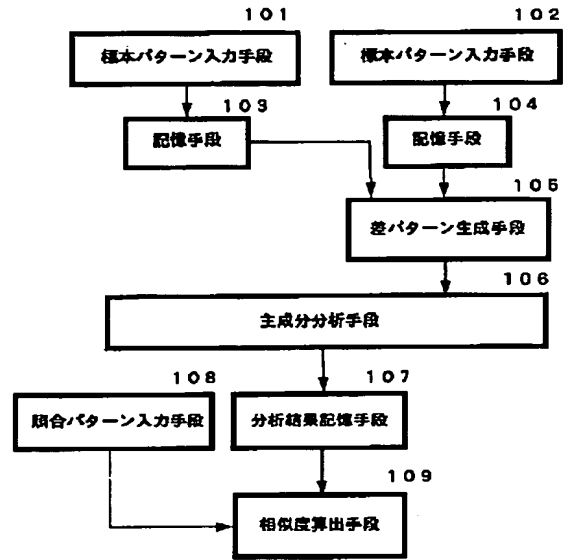 101
102
標本パターン入力手段
標本パターン入力手段
103
104
記憶手段
記憶手段
105
差パターン生成手段
106
主成分分析手段
108
107
照合パターン入力手段
分析結果記憶手段
109
相似度算出手段